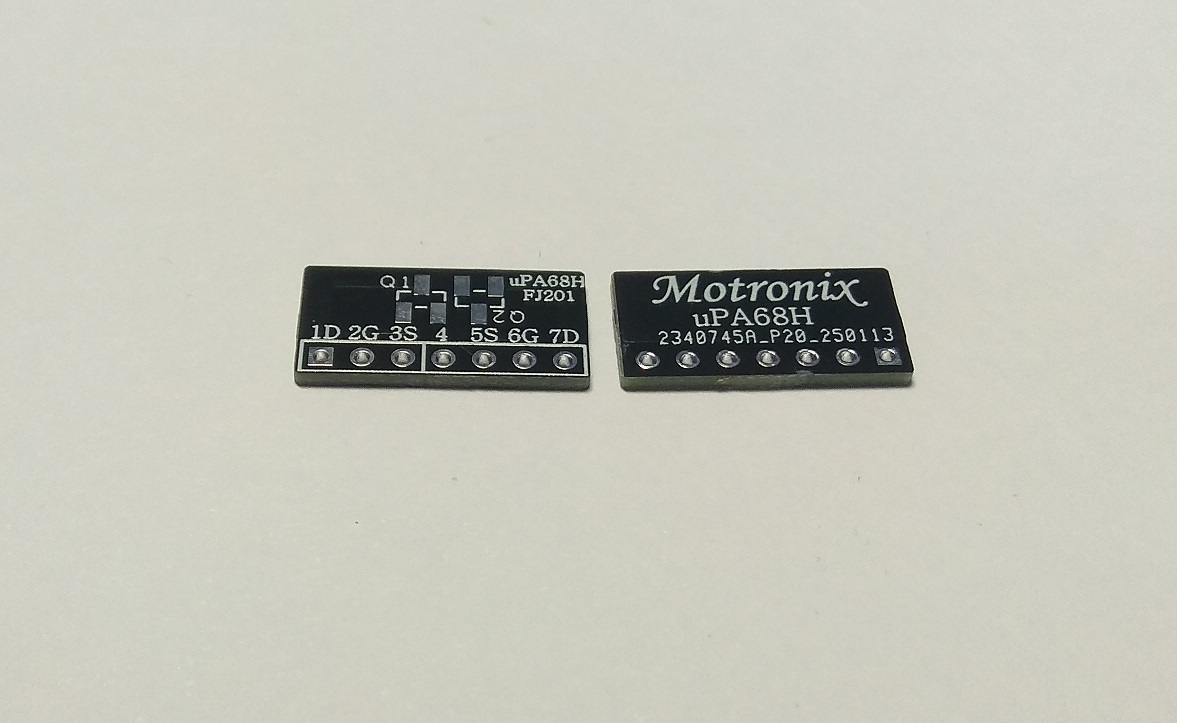 Q1
uPA68H
FJ201
Q2
1D 2G 3S 4 5S 6G 7D
Motronix
uPA68H
2340745A_P20_250113